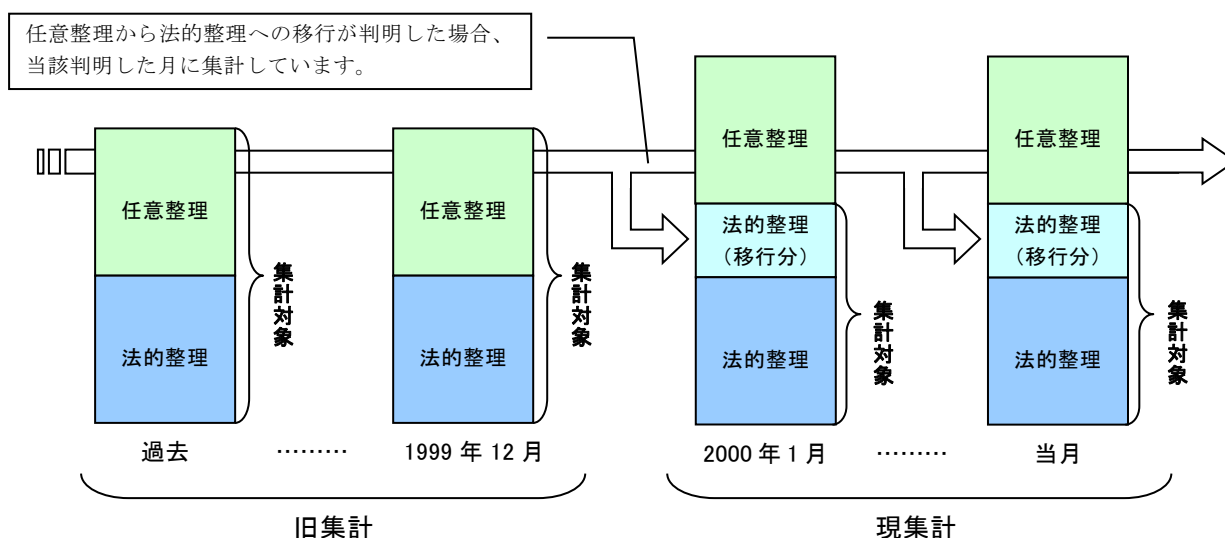 任意整理から法的整理への移行が判明した場合、
当該判明した月に集計しています。
任意整理
法的整理
集計対象
過去
………
任意整理
法的整理
集計対象
1999 年 12 月
旧集計
任意整理
法的整理
（移行分）
法的整理
集計対象
2000 年 1 月
………
任意整理
法的整理
（移行分）
法的整理
集計対象
当月
現集計